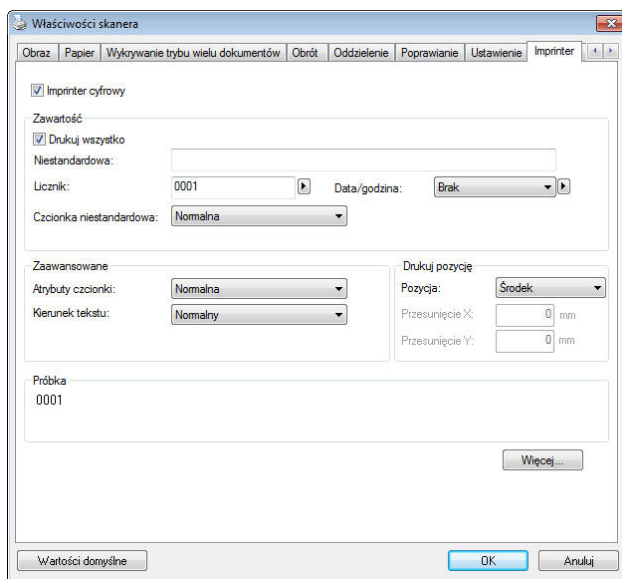 Właściwości skanera
Obraz Papier Wykrywanie trybu wielu dokumentów Obrót Oddzielenie Poprawianie Ustawienie Imprinter
Imprinter cyfrowy
Zawartość
Drukuj wszystko
Niestandardowa:
Licznik: 0001 Data/godzina: Brak
Czcionka niestandardowa: Normalna
Zaawansowane Drukuj pozycję
Atrybuty czcionki: Normalna Pozycja: Środek
Kierunek tekstu: Normalny Przesunięcie X: 0 mm
Przesunięcie Y: 0 mm
Próbka
0001
Więcej...
Wartości domyślne OK Anuluj